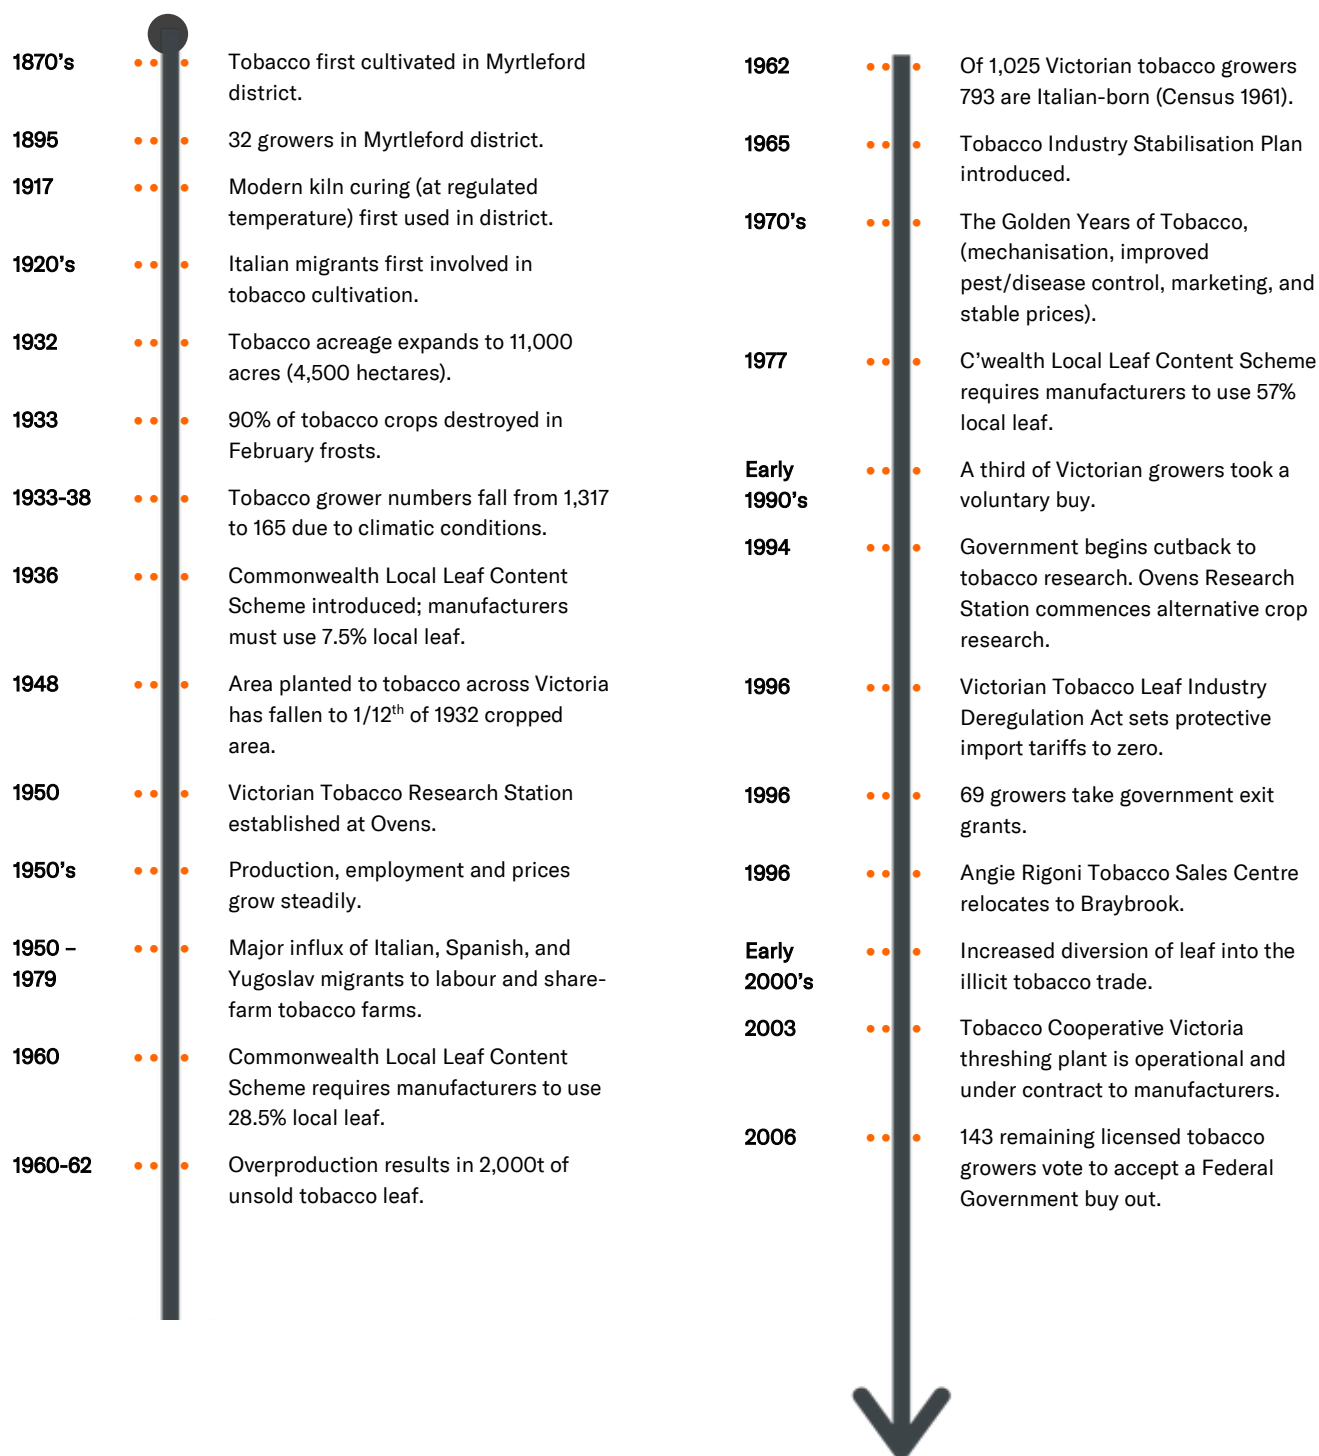 1870's
Tobacco first cultivated in Myrtleford
district.
1895
32 growers in Myrtleford district.
1917
Modern kiln curing (at regulated
temperature) first used in district.
1920's
Italian migrants first involved in
tobacco cultivation.
1932
Tobacco acreage expands to 11,000
acres (4,500 hectares).
1933
90% of tobacco crops destroyed in
February frosts.
1933-38
Tobacco grower numbers fall from 1,317
to 165 due to climatic conditions.
1936
Commonwealth Local Leaf Content
Scheme introduced; manufacturers
must use 7.5% local leaf.
1948
Area planted to tobacco across Victoria
has fallen to 1/12th of 1932 cropped
area.
1950
Victorian Tobacco Research Station
established at Ovens.
1950's
Production, employment and prices
grow steadily.
1950 –
1979
Major influx of Italian, Spanish, and
Yugoslav migrants to labour and share-
farm tobacco farms.
1960
Commonwealth Local Leaf Content
Scheme requires manufacturers to use
28.5% local leaf.
1960-62
Overproduction results in 2,000t of
unsold tobacco leaf.
1962
Of 1,025 Victorian tobacco growers
793 are Italian-born (Census 1961).
1965
Tobacco Industry Stabilisation Plan
introduced.
1970's
The Golden Years of Tobacco,
(mechanisation, improved
pest/disease control, marketing, and
stable prices).
1977
C'wealth Local Leaf Content Scheme
requires manufacturers to use 57%
local leaf.
Early
1990's
A third of Victorian growers took a
voluntary buy.
1994
Government begins cutback to
tobacco research. Ovens Research
Station commences alternative crop
research.
1996
Victorian Tobacco Leaf Industry
Deregulation Act sets protective
import tariffs to zero.
1996
69 growers take government exit
grants.
1996
Angie Rigoni Tobacco Sales Centre
relocates to Braybrook.
Early
2000's
Increased diversion of leaf into the
illicit tobacco trade.
2003
Tobacco Cooperative Victoria
threshing plant is operational and
under contract to manufacturers.
2006
143 remaining licensed tobacco
growers vote to accept a Federal
Government buy out.